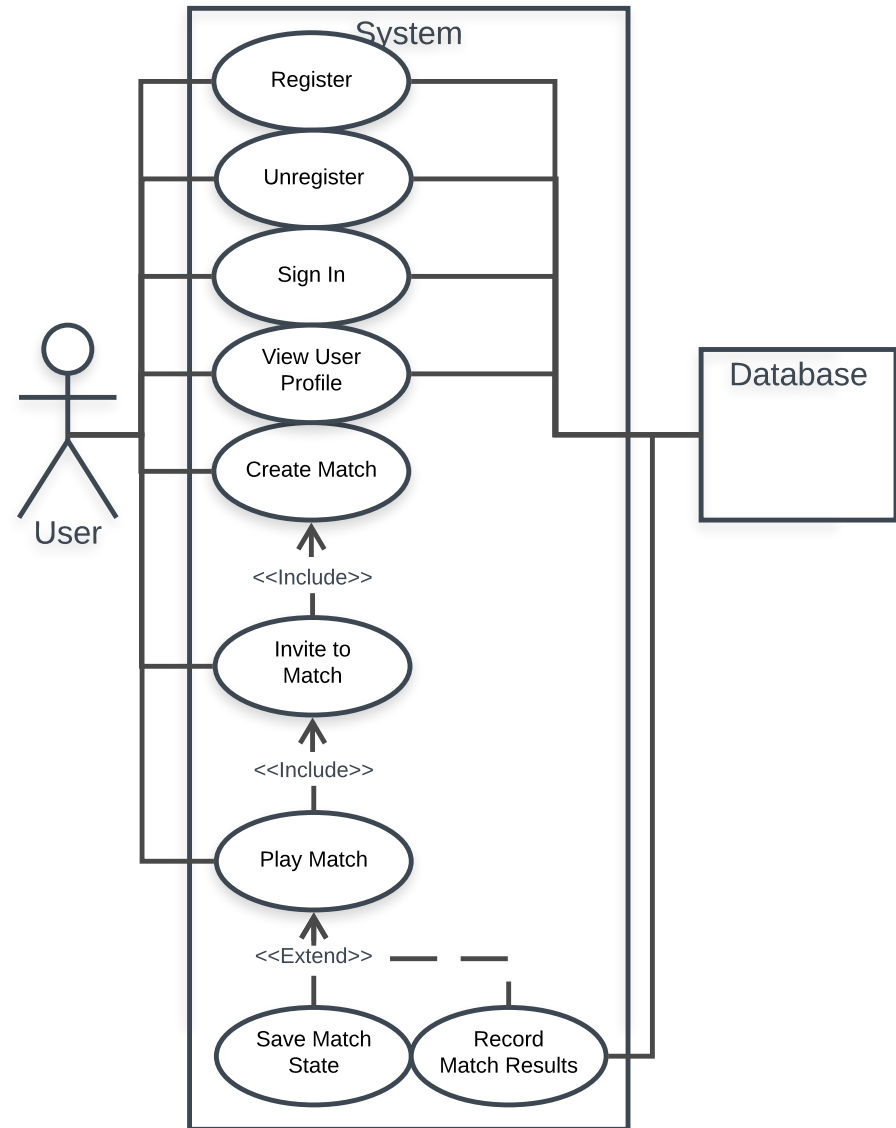 System
Register
Unregister
Sign In
View User
Profile
Create Match
<<Include>>
Invite to
Match
<<Include>>
Play Match
<<Extend>>
Save Match
State
Record
Match Results
User
Database